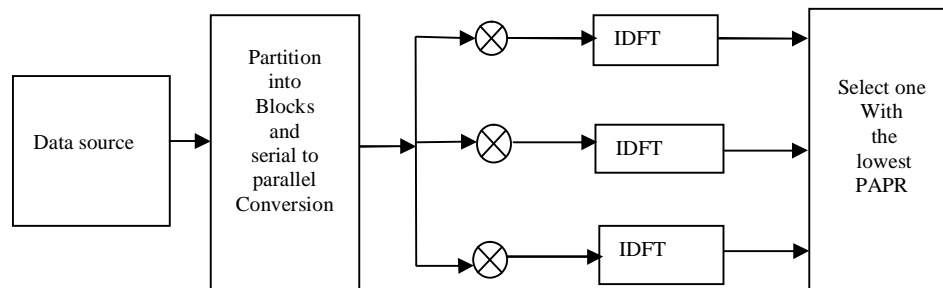 Data source
Partition
into
Blocks
and
serial to
parallel
Conversion
IDFT
IDFT
IDFT
Select one
With
the
lowest
PAPR